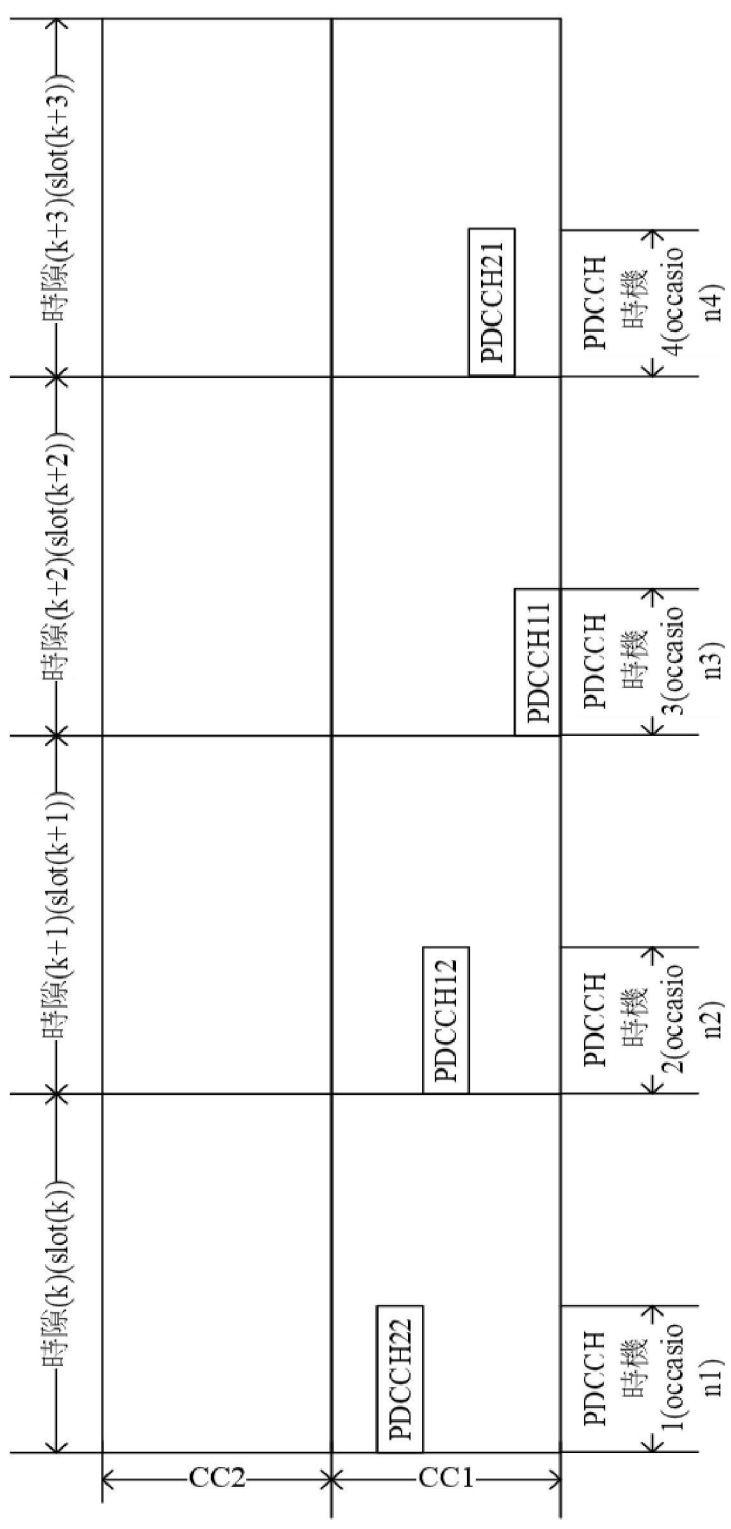 時隙(k)(slot(k))
時隙(k+1)(slot(k+1))
時隙(k+2)(slot(k+2))
時隙(k+3)(slot(k+3))
CC2
CC1
PDCCH22
PDCCH12
PDCCH11
PDCCH21
PDCCH
時機
1(occasio
n1)
PDCCH
時機
2(occasio
n2)
PDCCH
時機
3(occasio
n3)
PDCCH
時機
4(occasio
n4)